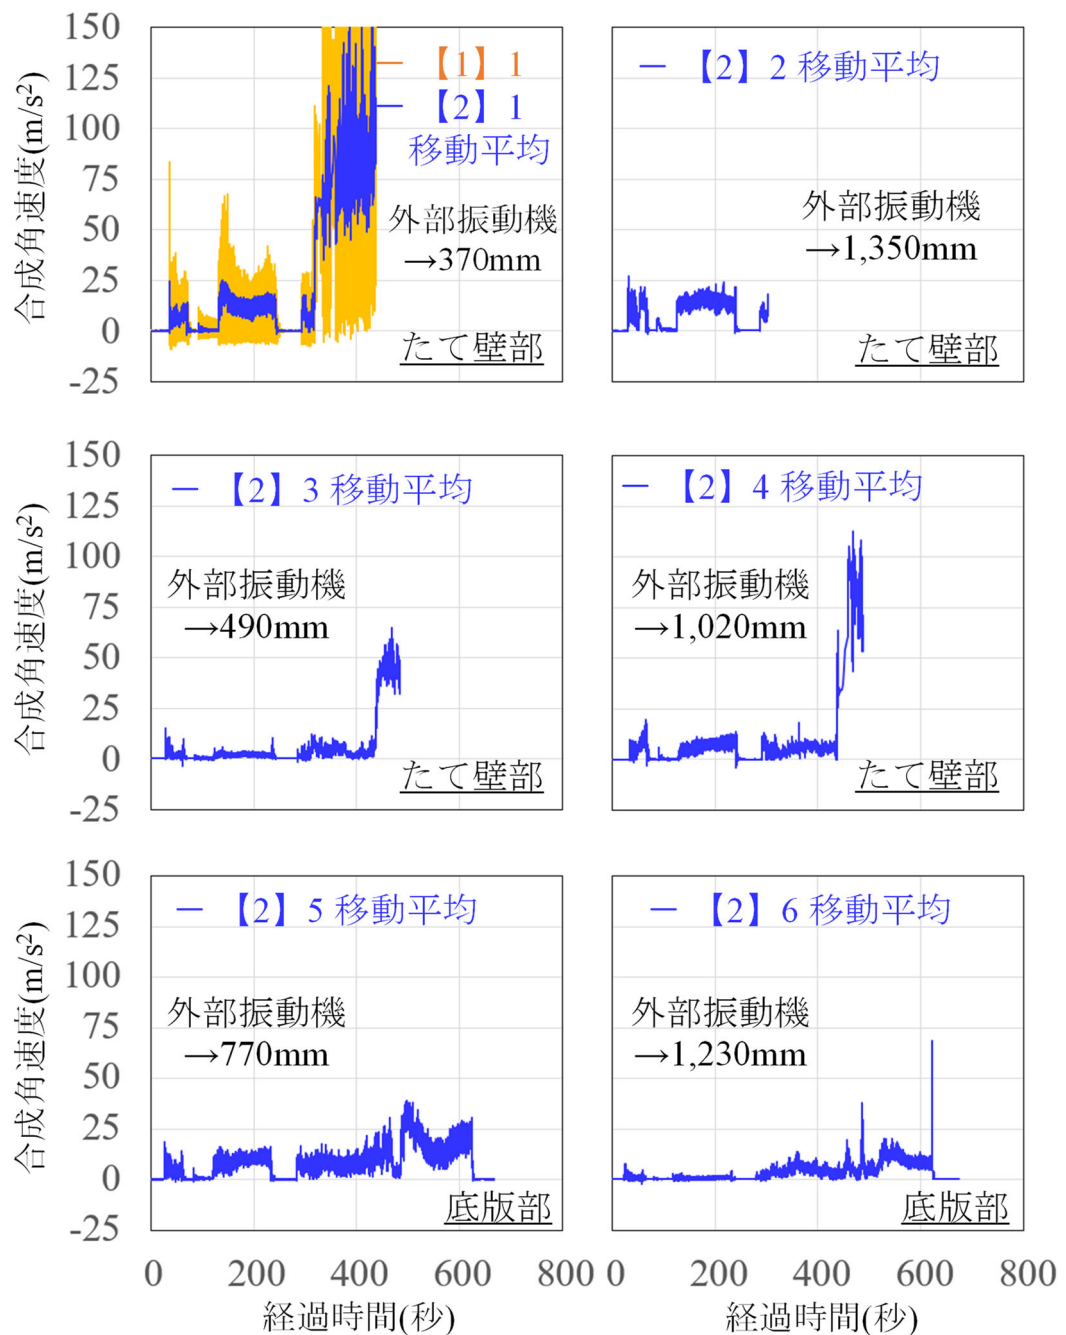 合成角速度(m/s²)
150
125
100
75
50
25
0
-25
【1】1
【2】1
移動平均
外部振動機
→370mm
たて壁部
【2】2 移動平均
外部振動機
→1,350mm
たて壁部
合成角速度(m/s²)
150
125
100
75
50
25
0
-25
【2】3 移動平均
外部振動機
→490mm
たて壁部
【2】4 移動平均
外部振動機
→1,020mm
たて壁部
合成角速度(m/s²)
150
125
100
75
50
25
0
-25
【2】5 移動平均
外部振動機
→770mm
底版部
【2】6 移動平均
外部振動機
→1,230mm
底版部
0 200 400 600 800
0 200 400 600 800
経過時間(秒)
経過時間(秒)